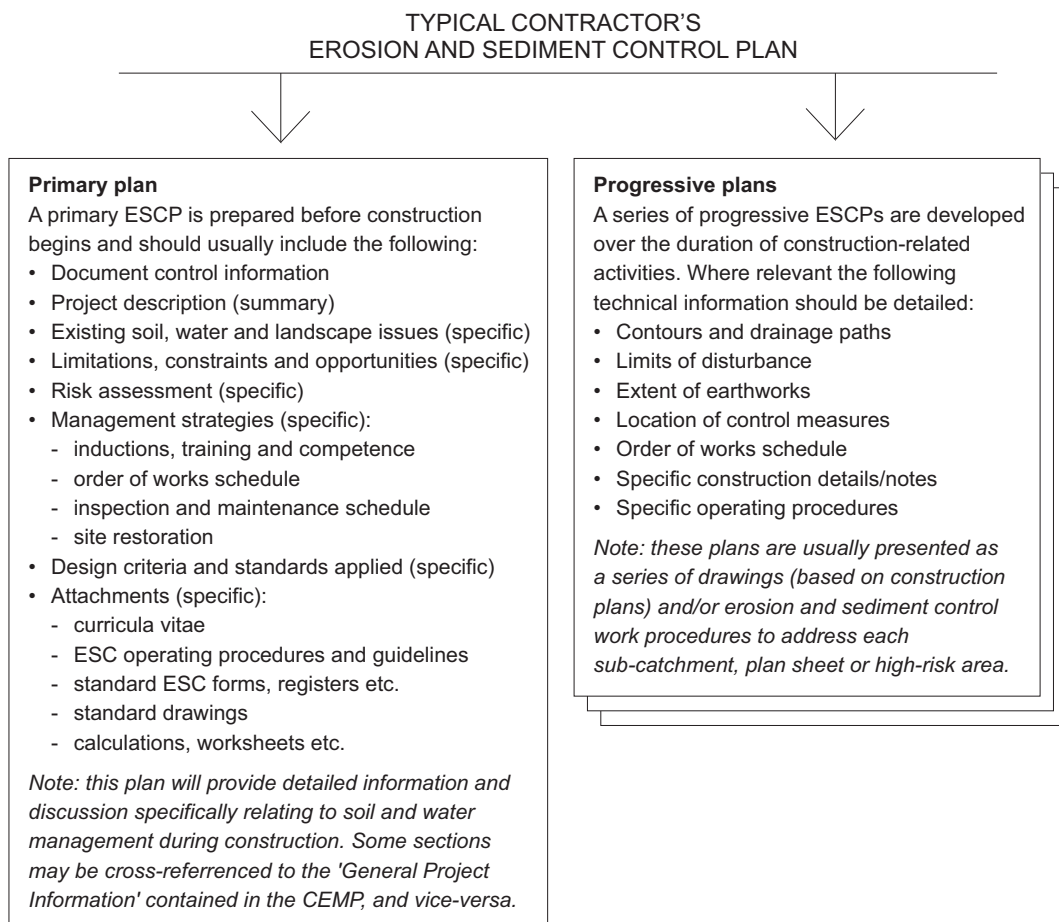 TYPICAL CONTRACTOR'S
EROSION AND SEDIMENT CONTROL PLAN
Primary plan
A primary ESCP is prepared before construction
begins and should usually include the following:
• Document control information
• Project description (summary)
• Existing soil, water and landscape issues (specific)
• Limitations, constraints and opportunities (specific)
• Risk assessment (specific)
• Management strategies (specific):
- inductions, training and competence
- order of works schedule
- inspection and maintenance schedule
- site restoration
• Design criteria and standards applied (specific)
• Attachments (specific):
- curricula vitae
- ESC operating procedures and guidelines
- standard ESC forms, registers etc.
- standard drawings
- calculations, worksheets etc.
Note: this plan will provide detailed information and
discussion specifically relating to soil and water
management during construction. Some sections
may be cross-referrenced to the 'General Project
Information' contained in the CEMP, and vice-versa.
Progressive plans
A series of progressive ESCPs are developed
over the duration of construction-related
activities. Where relevant the following
technical information should be detailed:
• Contours and drainage paths
• Limits of disturbance
• Extent of earthworks
• Location of control measures
• Order of works schedule
• Specific construction details/notes
• Specific operating procedures
Note: these plans are usually presented as
a series of drawings (based on construction
plans) and/or erosion and sediment control
work procedures to address each
sub-catchment, plan sheet or high-risk area.